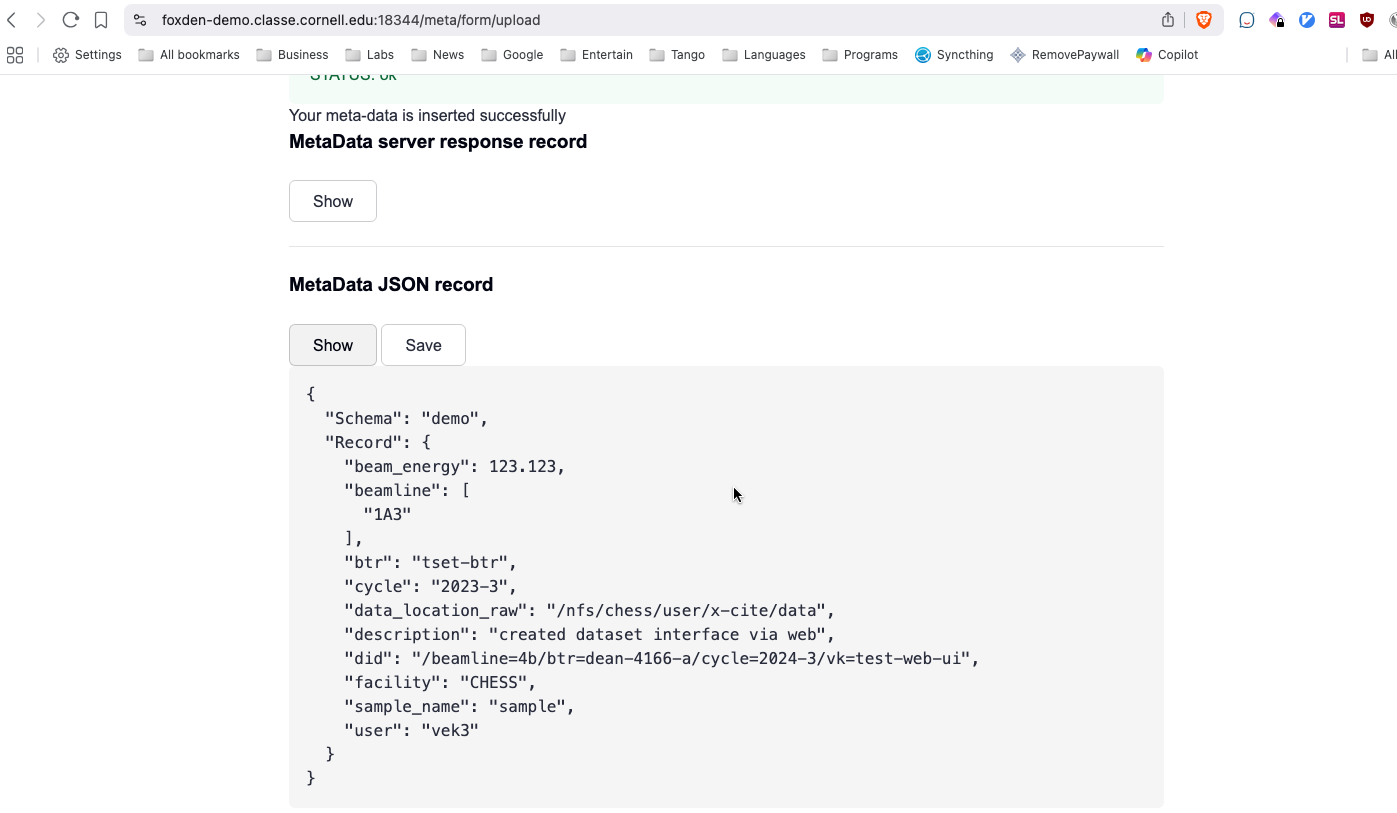 foxden-demo.classe.cornell.edu:18344/meta/form/upload
SL
Settings All bookmarks Business Labs News Google Entertain Tango Languages Programs Syncthing RemovePaywall Copilot All
STATUS: ok
Your meta-data is inserted successfully
MetaData server response record
Show
MetaData JSON record
Show Save
{
"Schema": "demo",
"Record": {
"beam_energy": 123.123,
"beamline": [
"1A3"
],
"btr": "tset-btr",
"cycle": "2023-3",
"data_location_raw": "/nfs/chess/user/x-cite/data",
"description": "created dataset interface via web",
"did": "/beamline=4b/btr=dean-4166-a/cycle=2024-3/vk=test-web-ui",
"facility": "CHESS",
"sample_name": "sample",
"user": "vek3"
}
}